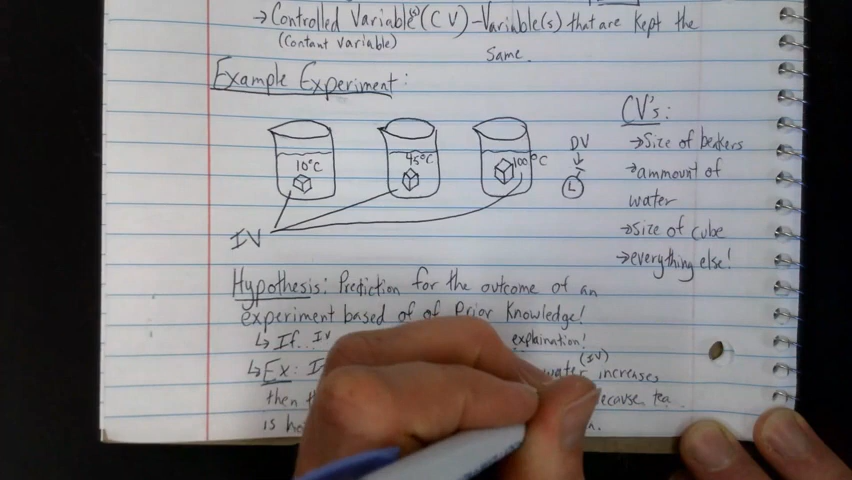 → Controlled Variable(s) (CV) - Variable(s) that are kept the
(Contant variable)
same.
Example Experiment:
10°C
45°C
100°C
DV
L
IV
CV's:
→ Size of beakers
→ ammount of
water
→ size of cube
→ everything else!
Hypothesis: Prediction for the outcome of an
experiment based of of Prior Knowledge!
↳ If... IV explaination!
↳ Ex: water (IV) increases,
then
tea
is